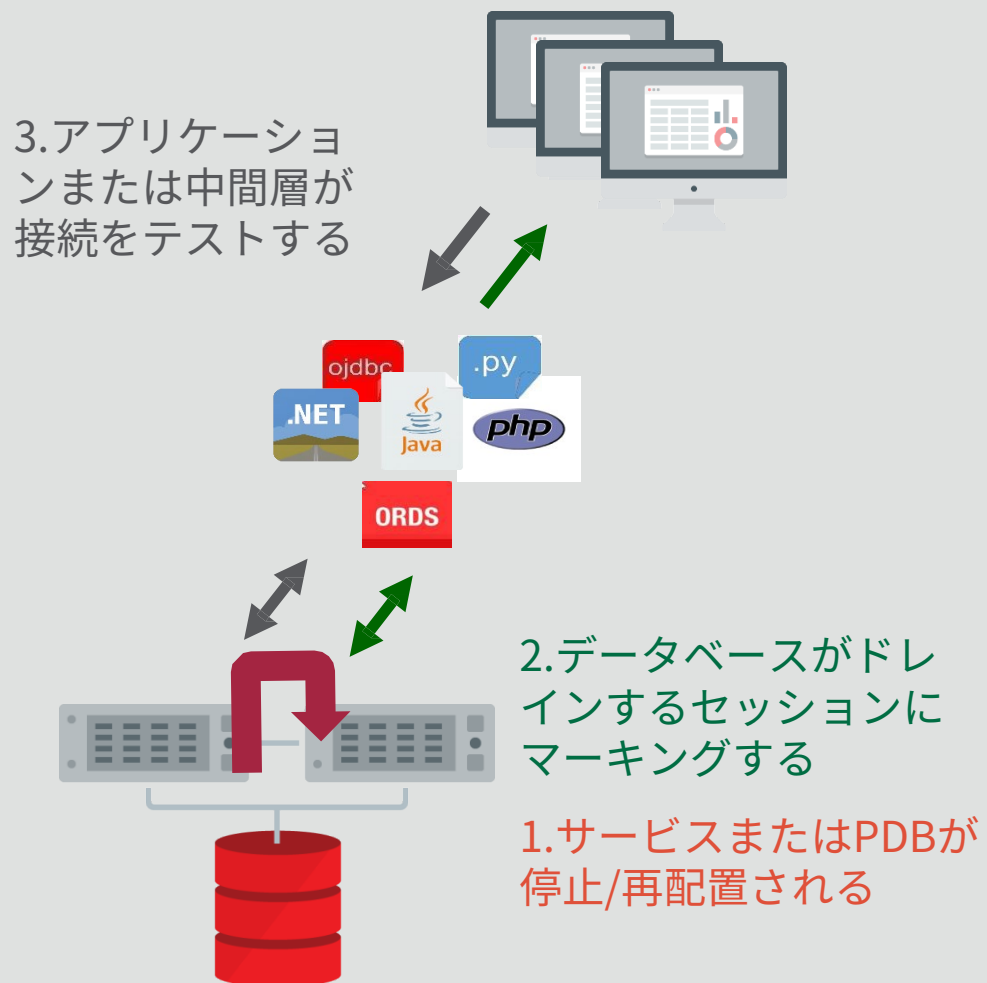 3.アプリケーショ
ンまたは中間層が
接続をテストする
ojdbc
.py
.NET
Java
php
ORDS
2.データベースがドレ
インするセッションに
マーキングする
1.サービスまたはPDBが
停止/再配置される